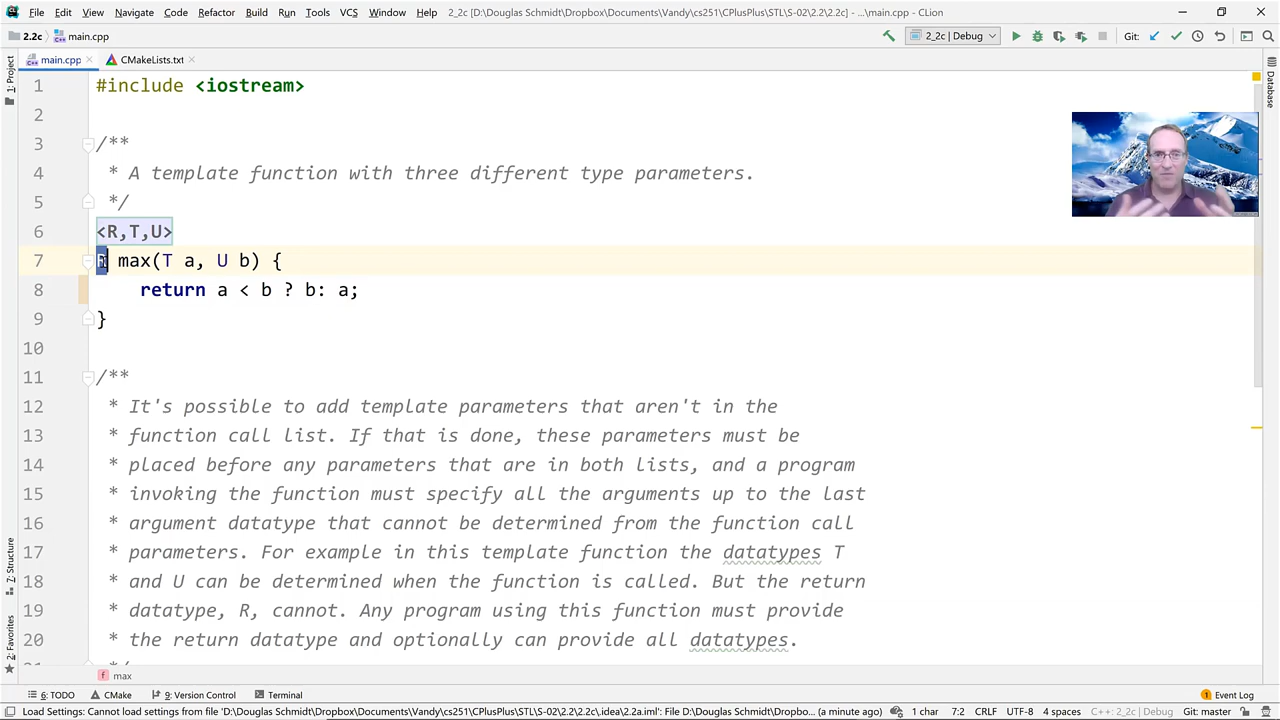 File Edit View Navigate Code Refactor Build Run Tools VCS Window Help 2_2c [D:\Douglas Schmidt\Dropbox\Documents\Vandy\cs251\CPlusPlus\STL\S-02\2.2\2.2c] - ...\main.cpp - CLion
2.2c main.cpp 2_2c | Debug Git:
main.cpp CMakeLists.txt
1: Project
Database
1 #include <iostream>
2
3 /**
4 * A template function with three different type parameters.
5 */
6 <R,T,U>
7 R max(T a, U b) {
8 return a < b ? b: a;
9 }
10
11 /**
12 * It's possible to add template parameters that aren't in the
13 * function call list. If that is done, these parameters must be
14 * placed before any parameters that are in both lists, and a program
15 * invoking the function must specify all the arguments up to the last
16 * argument datatype that cannot be determined from the function call
17 * parameters. For example in this template function the datatypes T
18 * and U can be determined when the function is called. But the return
19 * datatype, R, cannot. Any program using this function must provide
20 * the return datatype and optionally can provide all datatypes.
*/
7: Structure
2: Favorites
f max
6: TODO CMake 9: Version Control Terminal 1 Event Log
Load Settings: Cannot load settings from file 'D:\Douglas Schmidt\Dropbox\Documents\Vandy\cs251\CPlusPlus\STL\S-02\2.2\2.2c\.idea\2.2a.iml': File D:\Douglas Schmidt\Dropbo... (a minute ago) 1 char 7:2 CRLF UTF-8 4 spaces C++: 2_2c | Debug Git: master